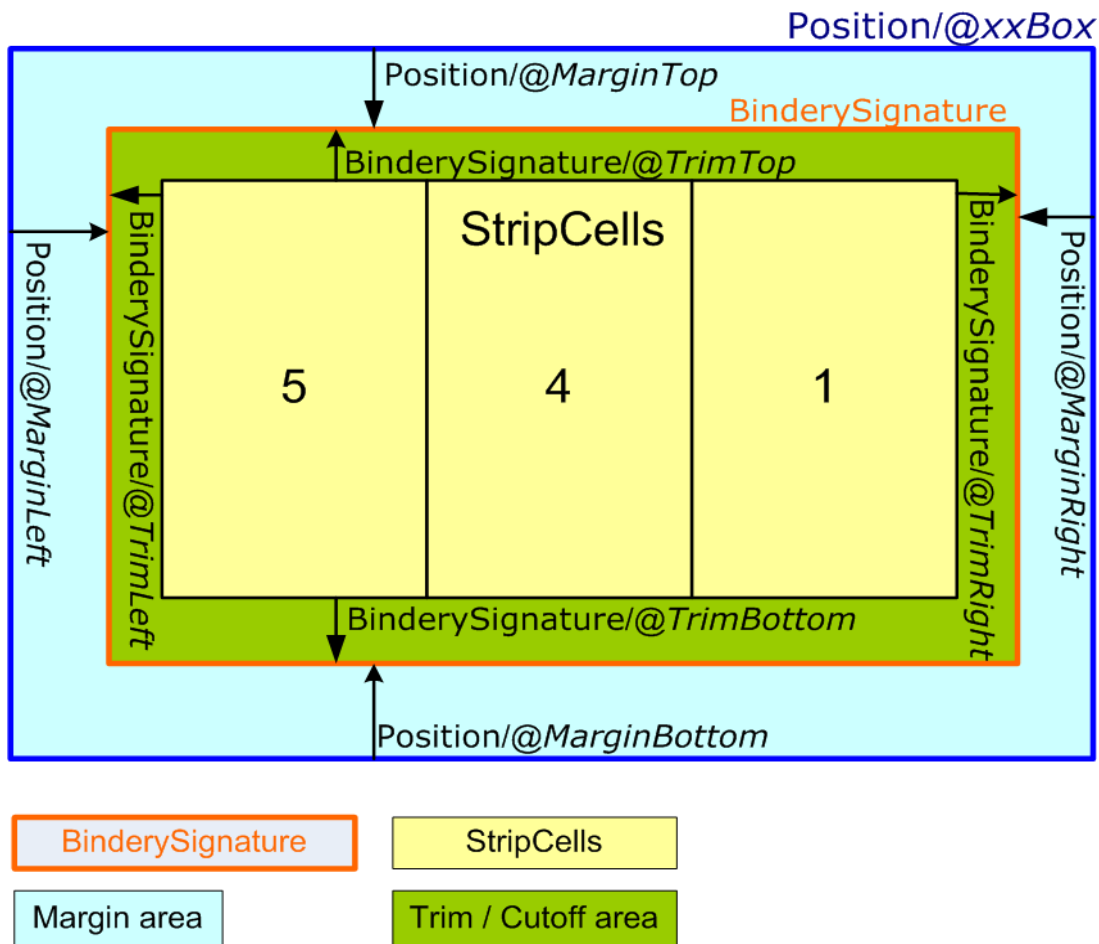 Position/@xxBox
Position/@MarginTop
BinderySignature
BinderySignature/@TrimTop
StripCells
Position/@MarginLeft
BinderySignature/@TrimLeft
5
4
1
BinderySignature/@TrimRight
Position/@MarginRight
BinderySignature/@TrimBottom
Position/@MarginBottom
BinderySignature
StripCells
Margin area
Trim / Cutoff area